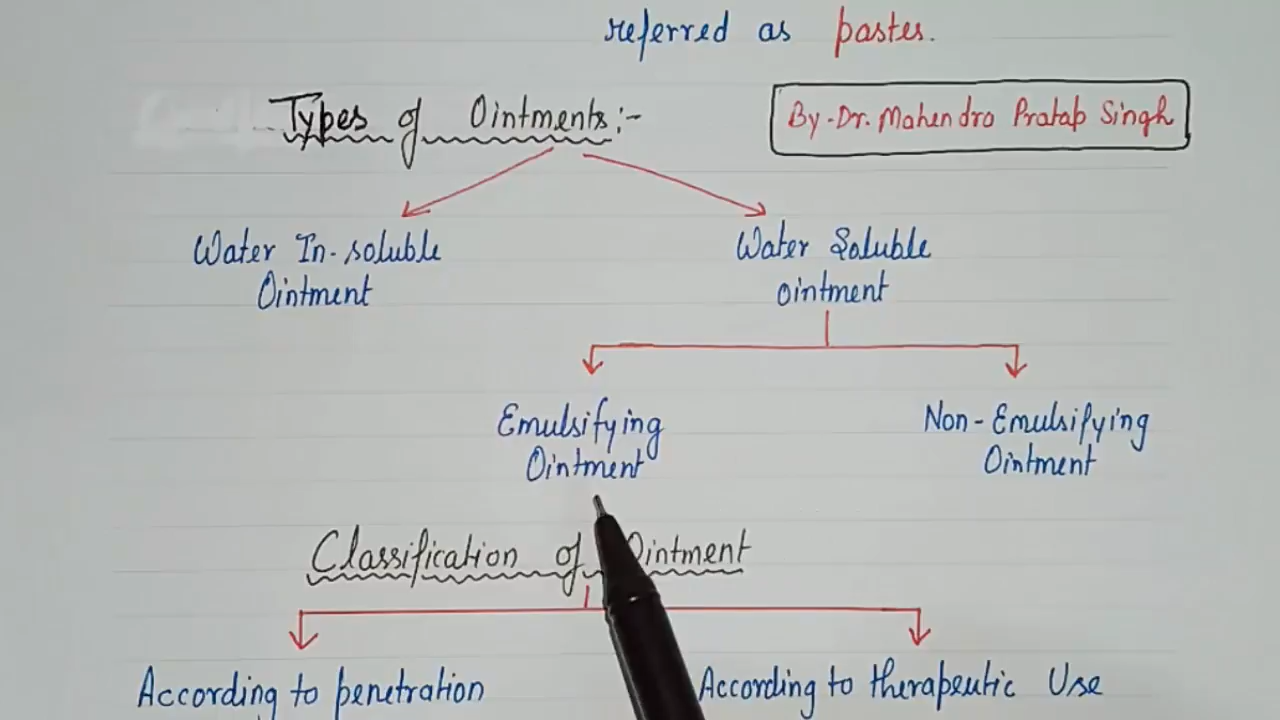 referred as pastes.
Types of Ointments:-
By-Dr. Mahendra Pratap Singh
Water In-soluble
Ointment
Water Soluble
ointment
Emulsifying
Ointment
Non-Emulsifying
Ointment
Classification of Ointment
According to penetration
According to therapeutic Use